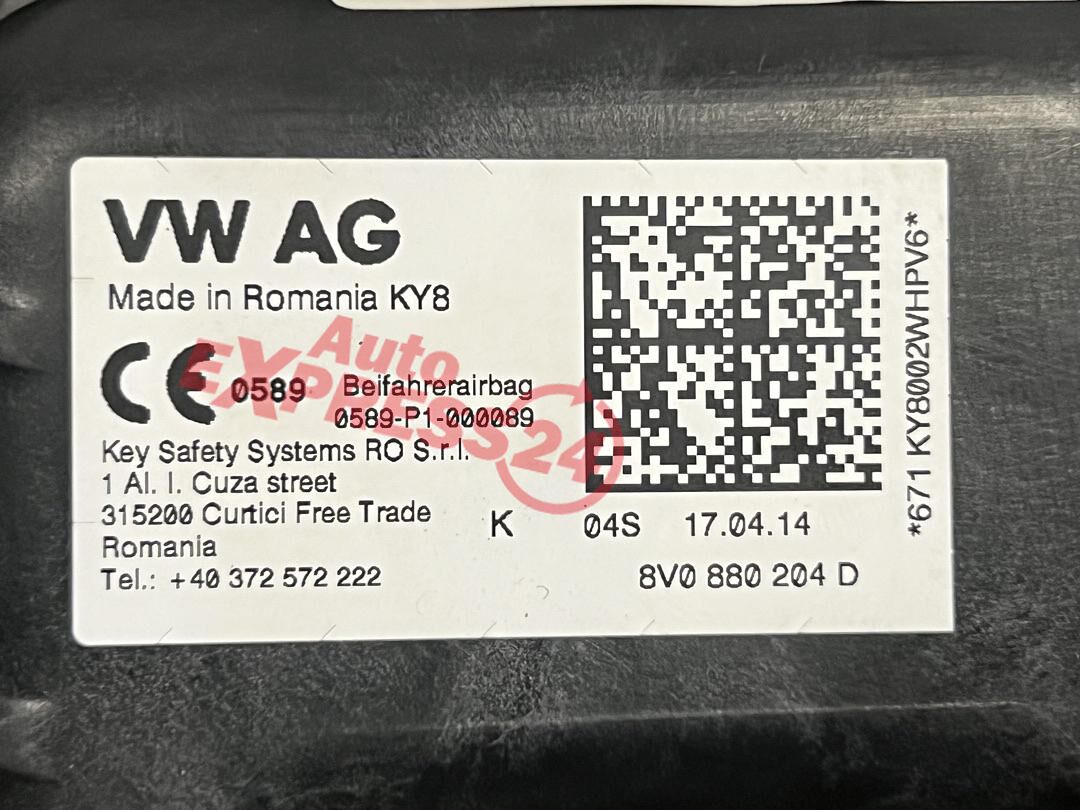 VW AG
Made in Romania KY8
CE 0589 Beifahrerairbag
0589-P1-000089
Key Safety Systems RO S.r.l.
1 Al. I. Cuza street
315200 Curtici Free Trade
Romania
Tel.: +40 372 572 222
K 04S 17.04.14
8V0 880 204 D
*671 KY8002WHPV6*
Auto
EXPRESS24